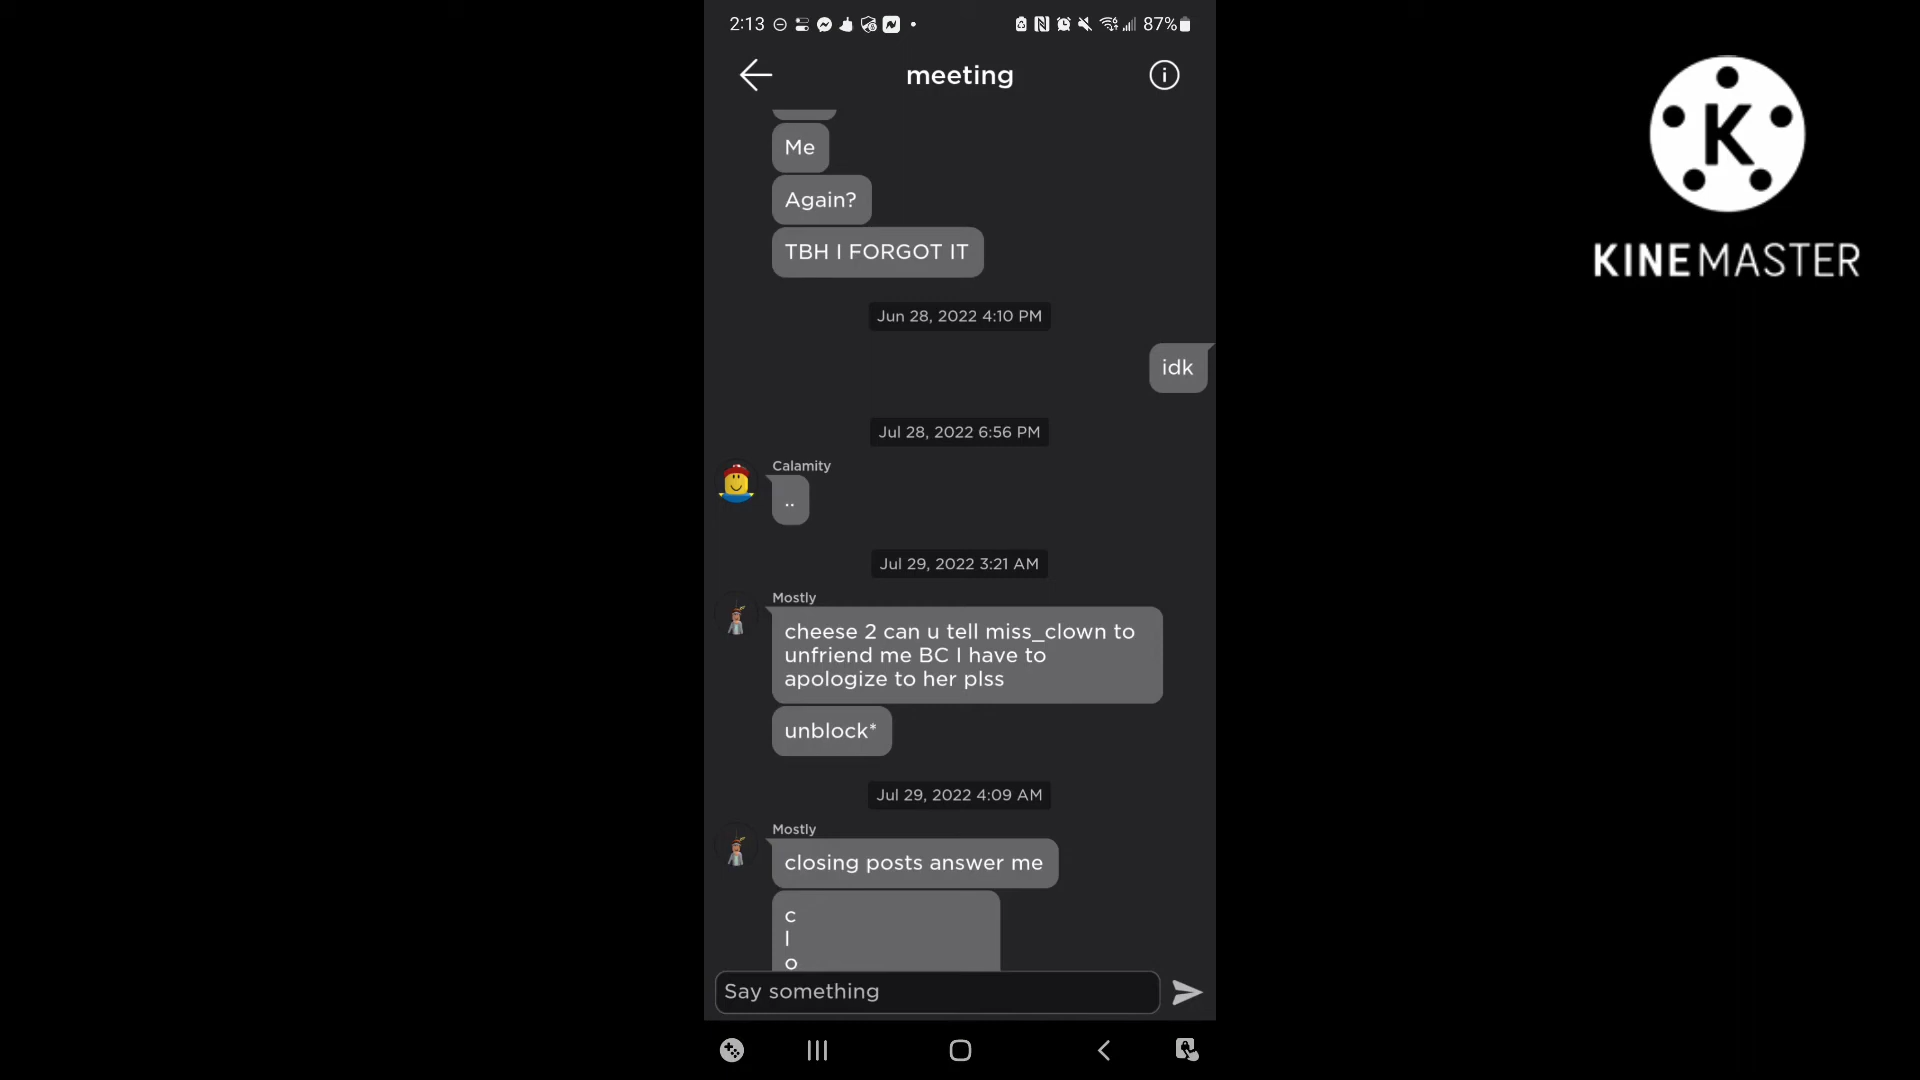 2:13
87%
meeting
Me
Again?
TBH I FORGOT IT
Jun 28, 2022 4:10 PM
idk
Jul 28, 2022 6:56 PM
Calamity
..
Jul 29, 2022 3:21 AM
Mostly
cheese 2 can u tell miss_clown to
unfriend me BC I have to
apologize to her plss
unblock*
Jul 29, 2022 4:09 AM
Mostly
closing posts answer me
c
l
o
Say something
K
KINEMASTER